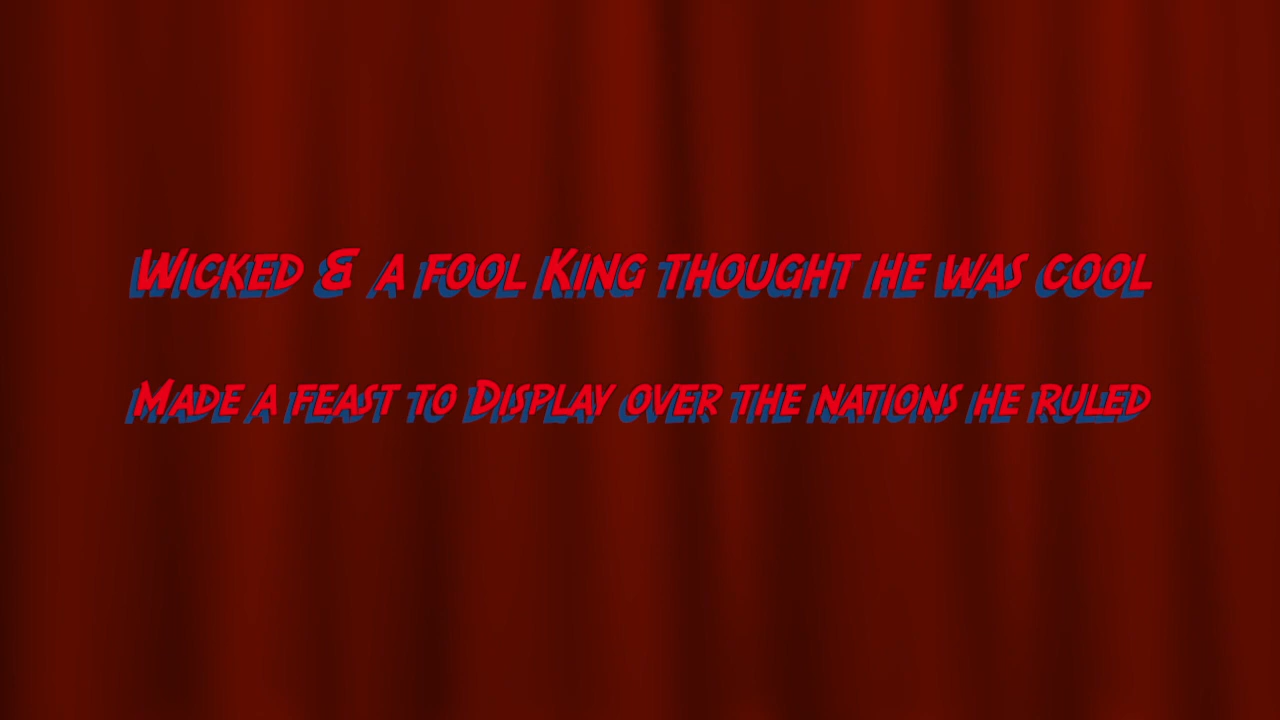 Wicked & a fool King thought he was cool
Made a feast to Display over the nations he ruled